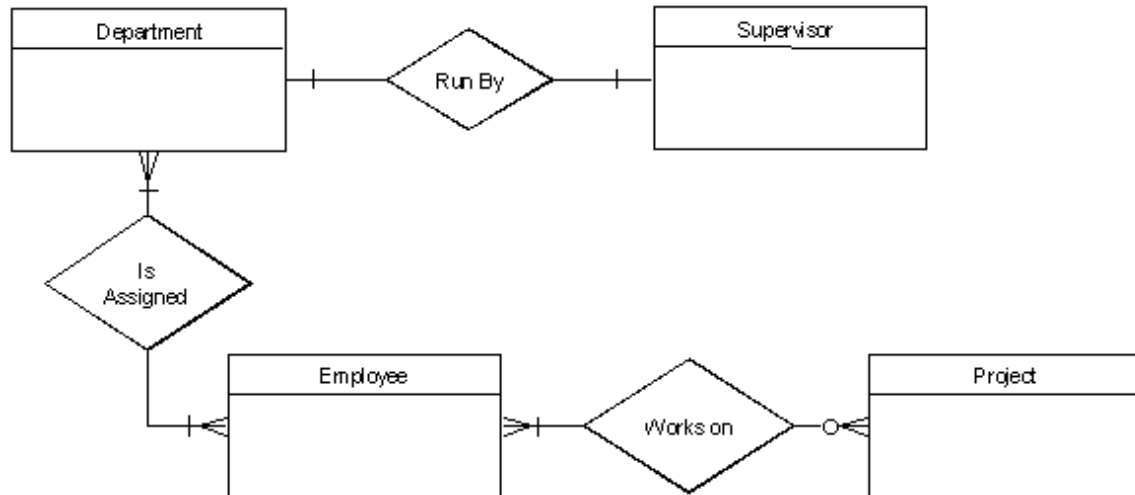 Department
Supervisor
Run By
Is
Assigned
Employee
Works on
Project